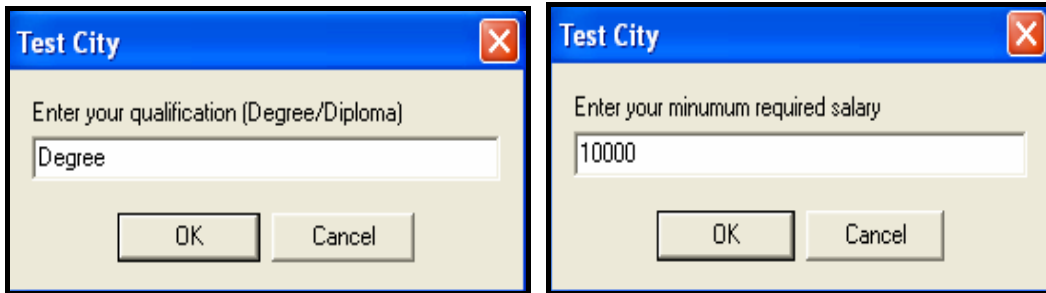 Test City
Enter your qualification (Degree/Diploma)
Degree
OK Cancel
Test City
Enter your minumum required salary
10000
OK Cancel